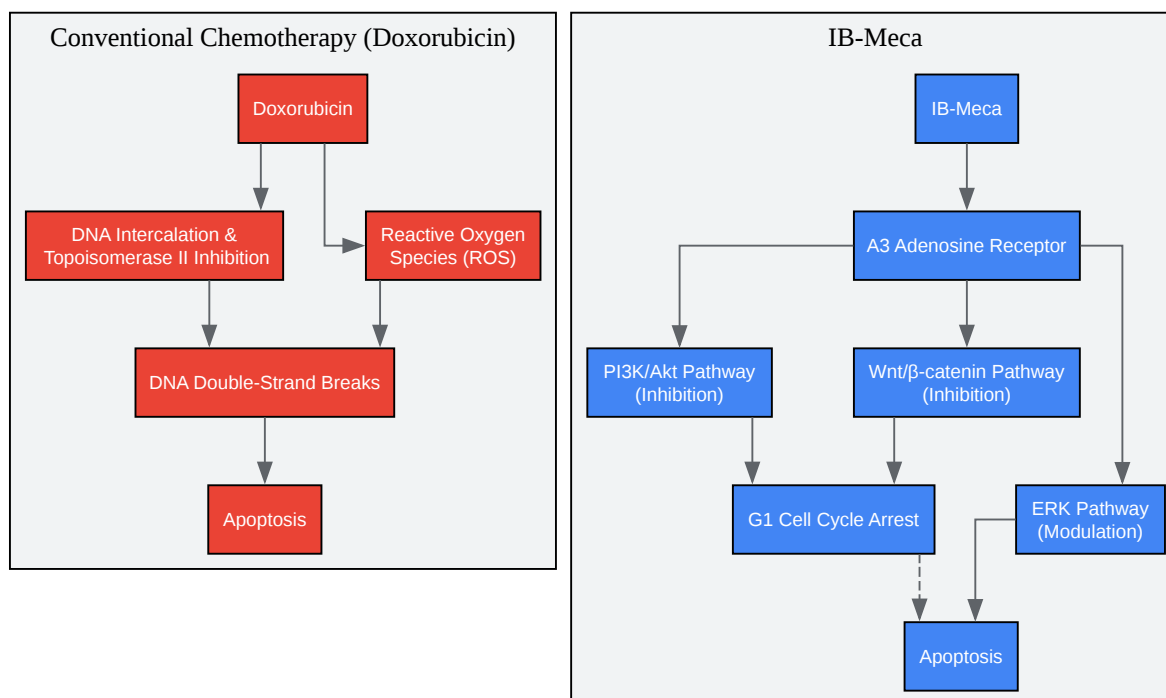 Conventional Chemotherapy (Doxorubicin)
Doxorubicin
DNA Intercalation &
Topoisomerase II Inhibition
Reactive Oxygen
Species (ROS)
DNA Double-Strand Breaks
Apoptosis
IB-Meca
IB-Meca
A3 Adenosine Receptor
PI3K/Akt Pathway
(Inhibition)
Wnt/β-catenin Pathway
(Inhibition)
G1 Cell Cycle Arrest
ERK Pathway
(Modulation)
Apoptosis